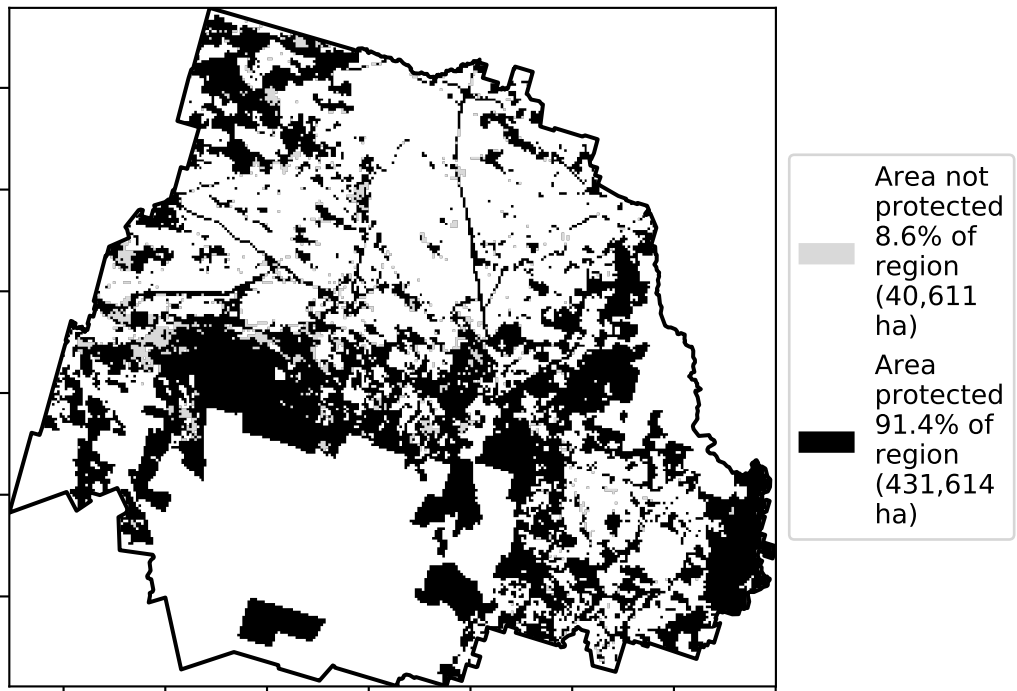 Area not
protected
8.6% of
region
(40,611
ha)
Area
protected
91.4% of
region
(431,614
ha)